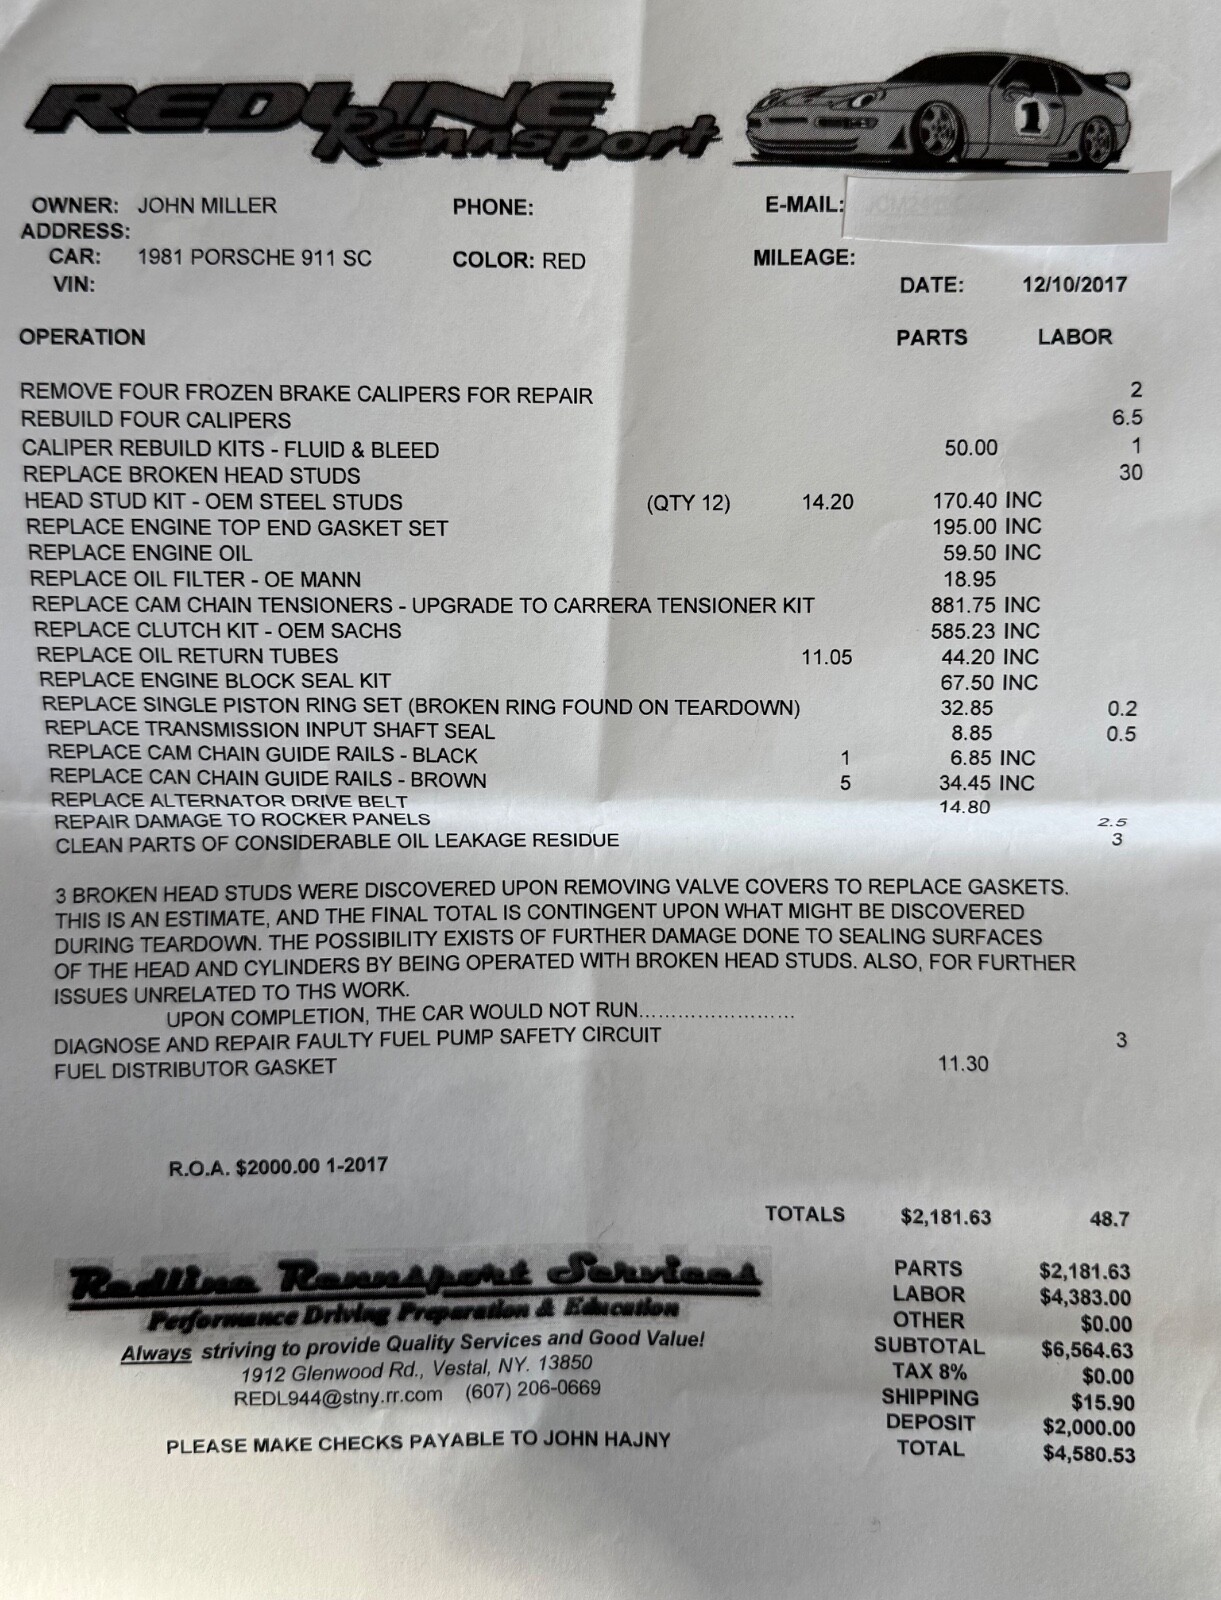 REDLINE
Rennsport
1
OWNER: JOHN MILLER PHONE: E-MAIL:
ADDRESS:
CAR: 1981 PORSCHE 911 SC COLOR: RED MILEAGE:
VIN:
DATE: 12/10/2017
OPERATION PARTS LABOR
REMOVE FOUR FROZEN BRAKE CALIPERS FOR REPAIR 2
REBUILD FOUR CALIPERS 6.5
CALIPER REBUILD KITS - FLUID & BLEED 50.00 1
REPLACE BROKEN HEAD STUDS 30
HEAD STUD KIT - OEM STEEL STUDS (QTY 12) 14.20 170.40 INC
REPLACE ENGINE TOP END GASKET SET 195.00 INC
REPLACE ENGINE OIL 59.50 INC
REPLACE OIL FILTER - OE MANN 18.95
REPLACE CAM CHAIN TENSIONERS - UPGRADE TO CARRERA TENSIONER KIT 881.75 INC
REPLACE CLUTCH KIT - OEM SACHS 585.23 INC
REPLACE OIL RETURN TUBES 11.05 44.20 INC
REPLACE ENGINE BLOCK SEAL KIT 67.50 INC
REPLACE SINGLE PISTON RING SET (BROKEN RING FOUND ON TEARDOWN) 32.85 0.2
REPLACE TRANSMISSION INPUT SHAFT SEAL 8.85 0.5
REPLACE CAM CHAIN GUIDE RAILS - BLACK 1 6.85 INC
REPLACE CAN CHAIN GUIDE RAILS - BROWN 5 34.45 INC
REPLACE ALTERNATOR DRIVE BELT 14.80
REPAIR DAMAGE TO ROCKER PANELS 2.5
CLEAN PARTS OF CONSIDERABLE OIL LEAKAGE RESIDUE 3
3 BROKEN HEAD STUDS WERE DISCOVERED UPON REMOVING VALVE COVERS TO REPLACE GASKETS.
THIS IS AN ESTIMATE, AND THE FINAL TOTAL IS CONTINGENT UPON WHAT MIGHT BE DISCOVERED
DURING TEARDOWN. THE POSSIBILITY EXISTS OF FURTHER DAMAGE DONE TO SEALING SURFACES
OF THE HEAD AND CYLINDERS BY BEING OPERATED WITH BROKEN HEAD STUDS. ALSO, FOR FURTHER
ISSUES UNRELATED TO THS WORK.
UPON COMPLETION, THE CAR WOULD NOT RUN........................
DIAGNOSE AND REPAIR FAULTY FUEL PUMP SAFETY CIRCUIT 3
FUEL DISTRIBUTOR GASKET 11.30
R.O.A. $2000.00 1-2017
TOTALS $2,181.63 48.7
PARTS $2,181.63
LABOR $4,383.00
OTHER $0.00
SUBTOTAL $6,564.63
TAX 8% $0.00
SHIPPING $15.90
DEPOSIT $2,000.00
TOTAL $4,580.53
Redline Rennsport Services
Performance Driving Preparation & Education
Always striving to provide Quality Services and Good Value!
1912 Glenwood Rd., Vestal, NY. 13850
REDL944@stny.rr.com (607) 206-0669
PLEASE MAKE CHECKS PAYABLE TO JOHN HAJNY